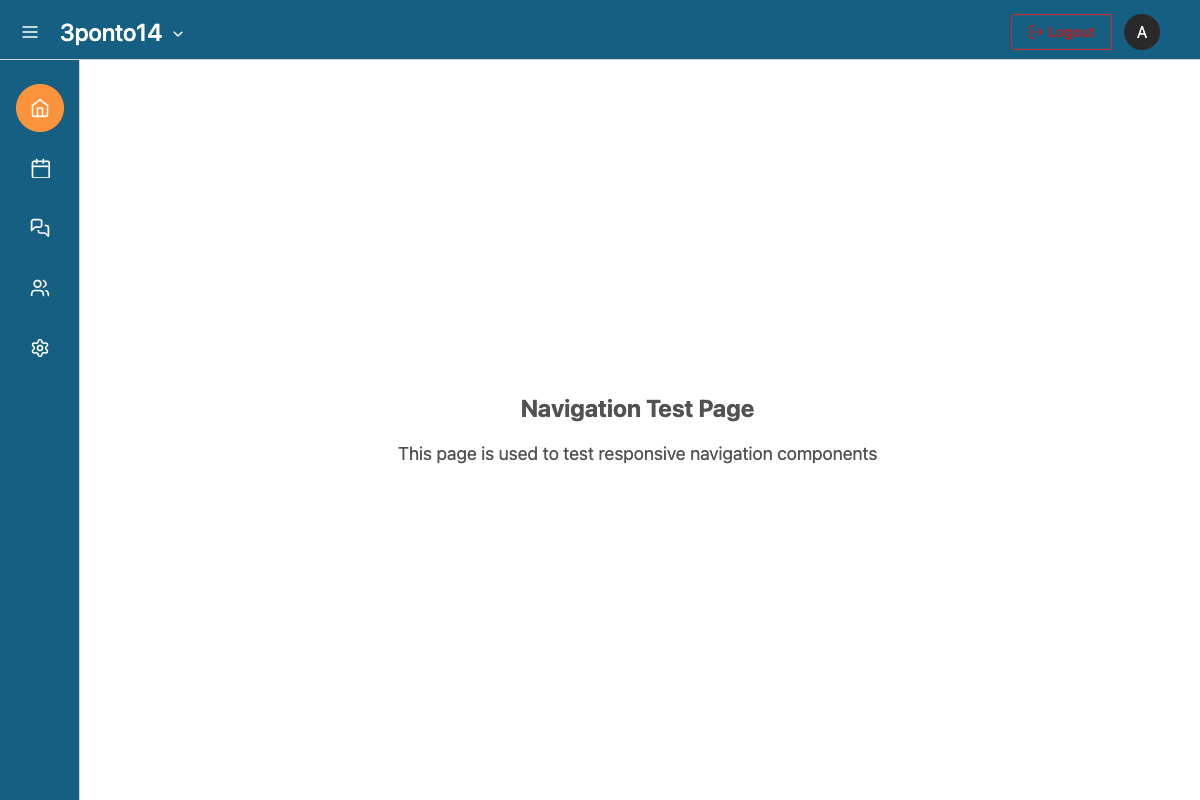 3ponto14
Logout
A
Navigation Test Page
This page is used to test responsive navigation components